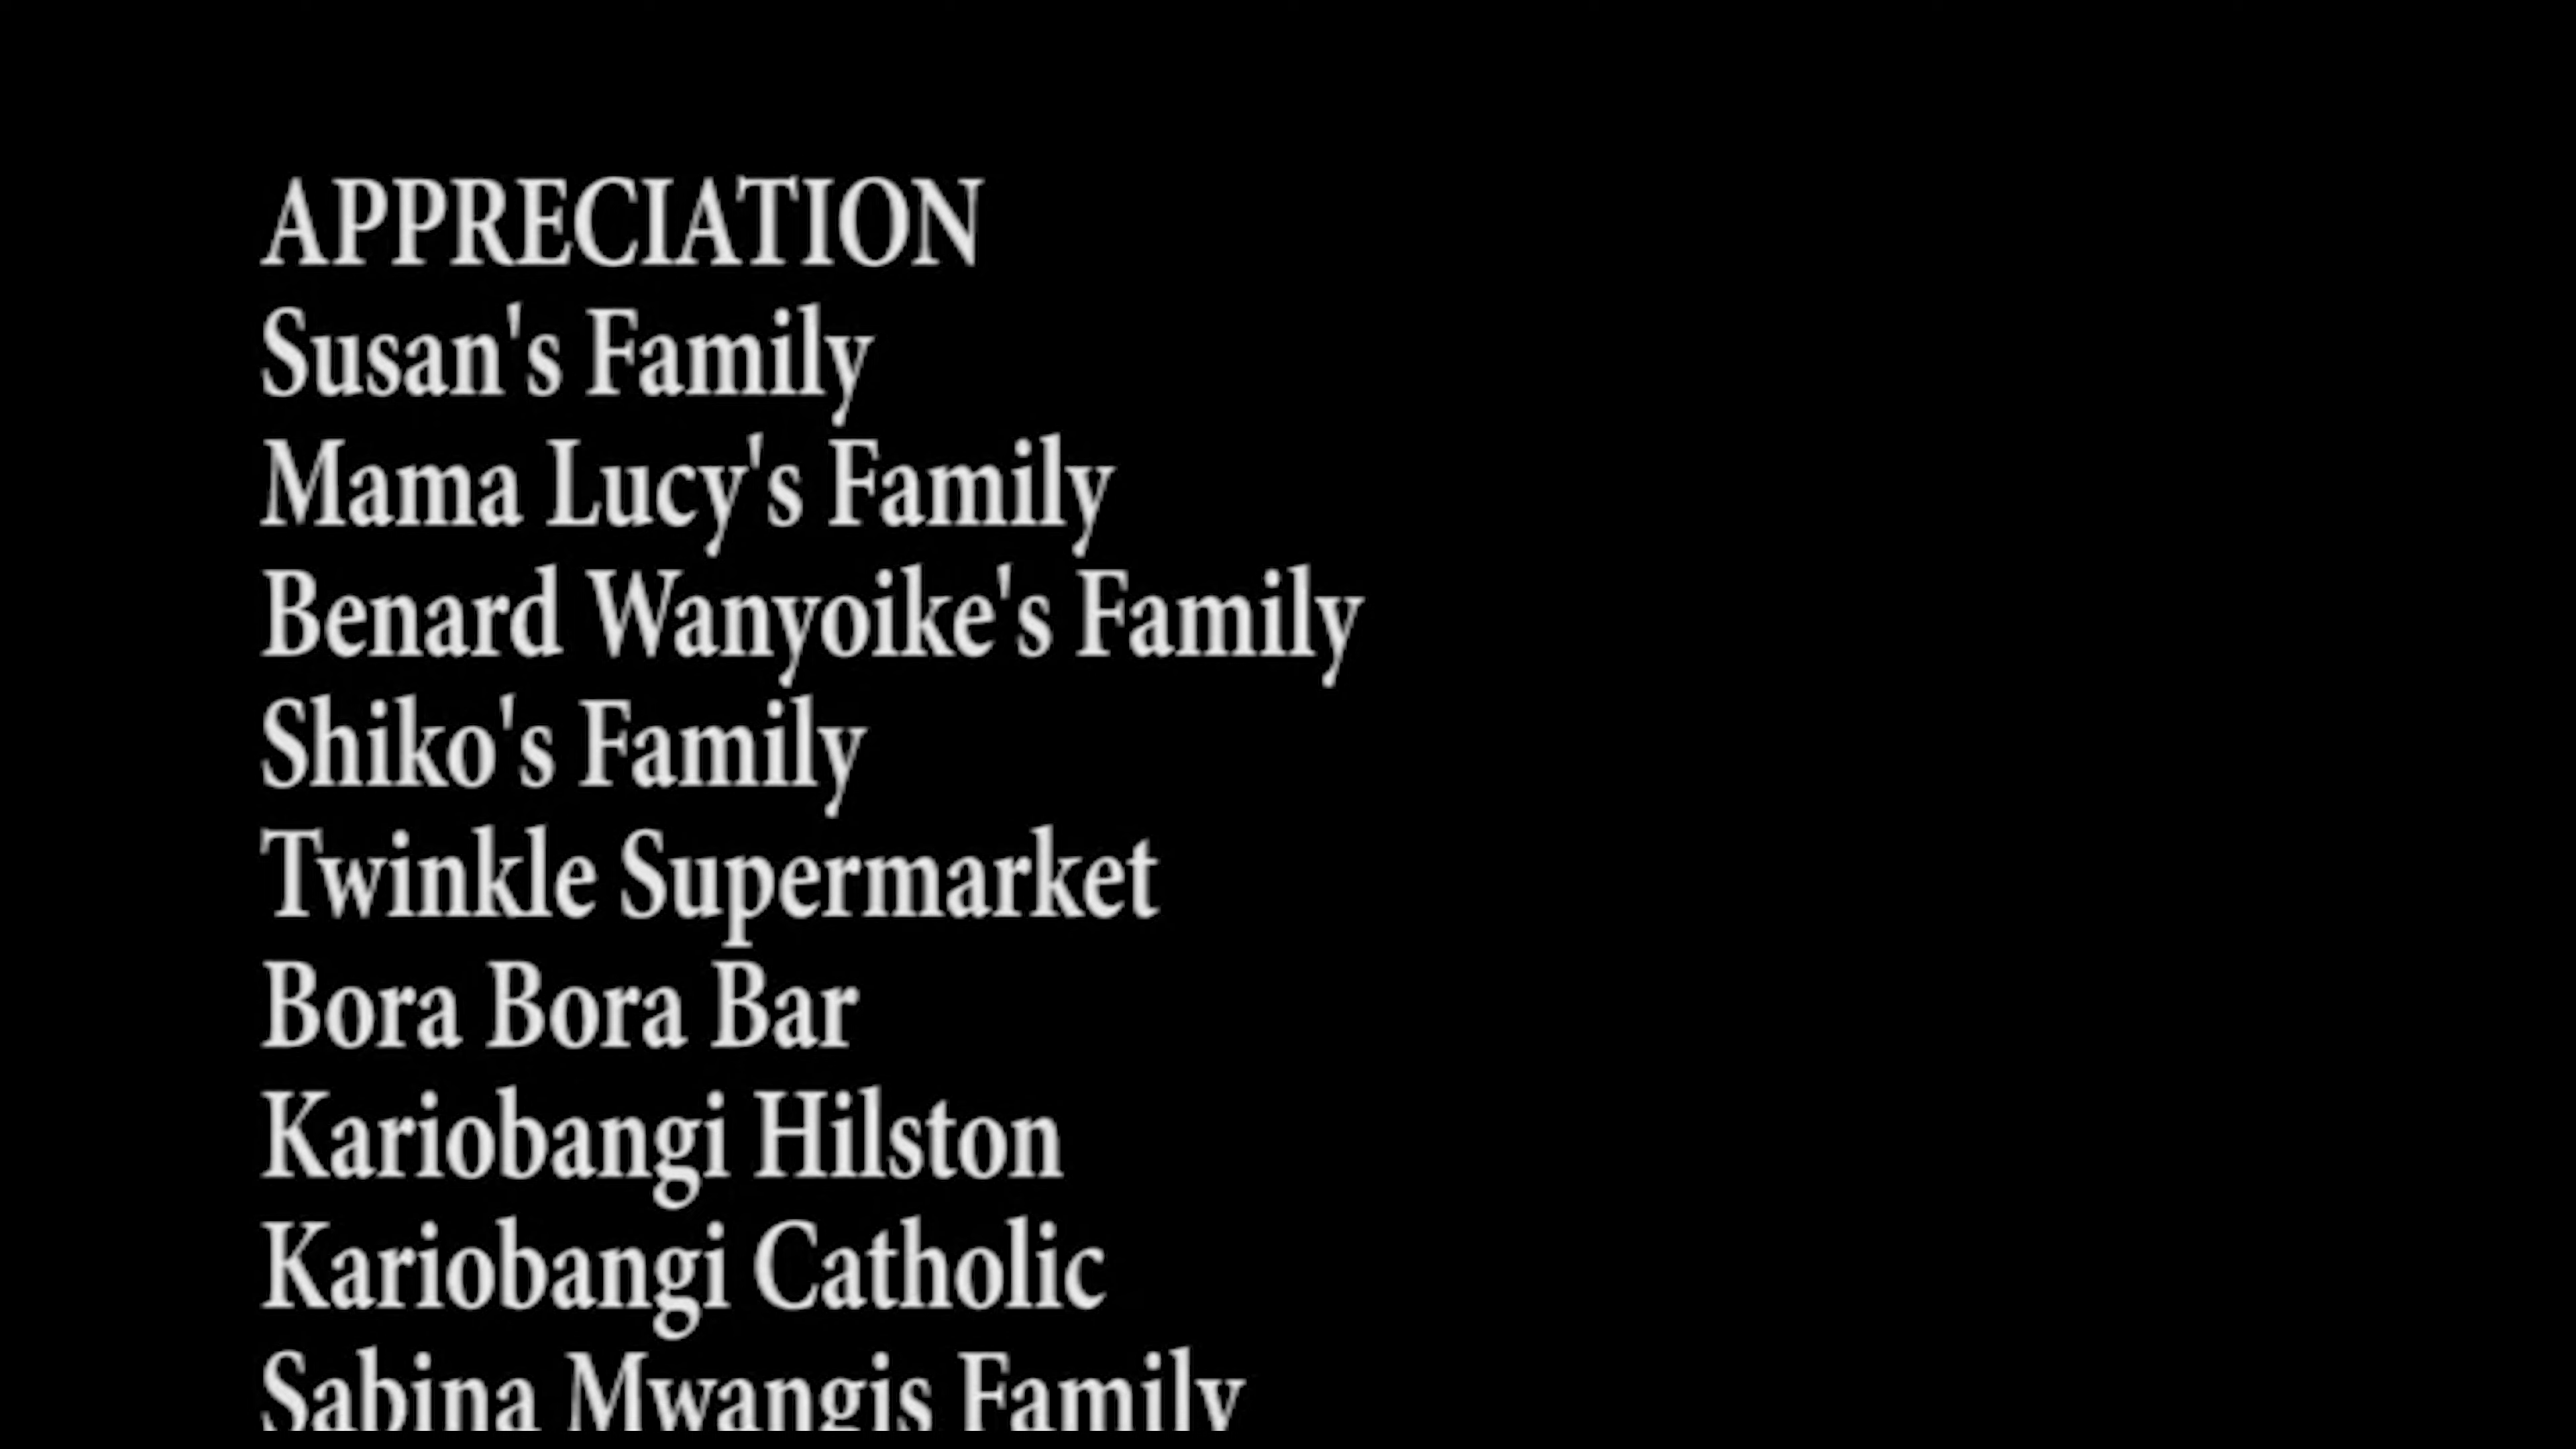 APPRECIATION
Susan's Family
Mama Lucy's Family
Benard Wanyoike's Family
Shiko's Family
Twinkle Supermarket
Bora Bora Bar
Kariobangi Hilston
Kariobangi Catholic
Sabina Mwangis Family